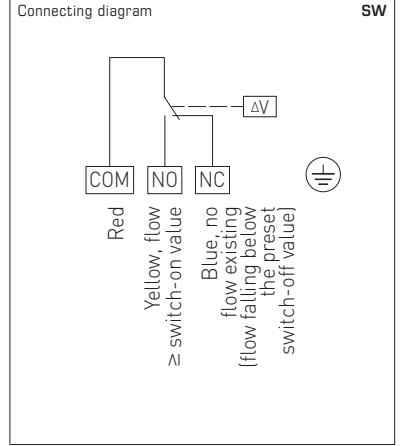 Connecting diagram
SW
ΔV
COM
NO
NC
Red
Yellow, flow
≥ switch-on value
Blue, no
flow existing
(flow falling below
the preset
switch-off value)